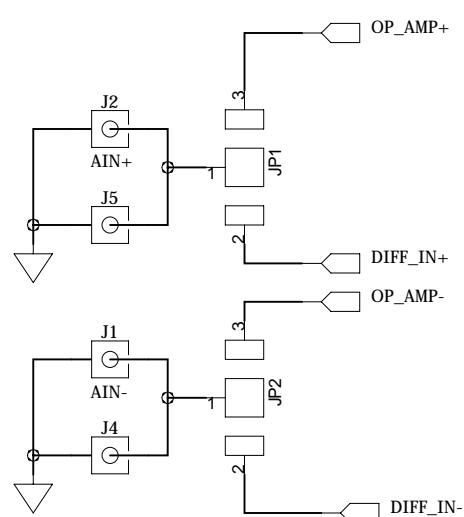 OP_AMP+
3
J2
AIN+
1
JP1
J5
2
DIFF_IN+
OP_AMP-
3
J1
AIN-
1
JP2
J4
2
DIFF_IN-